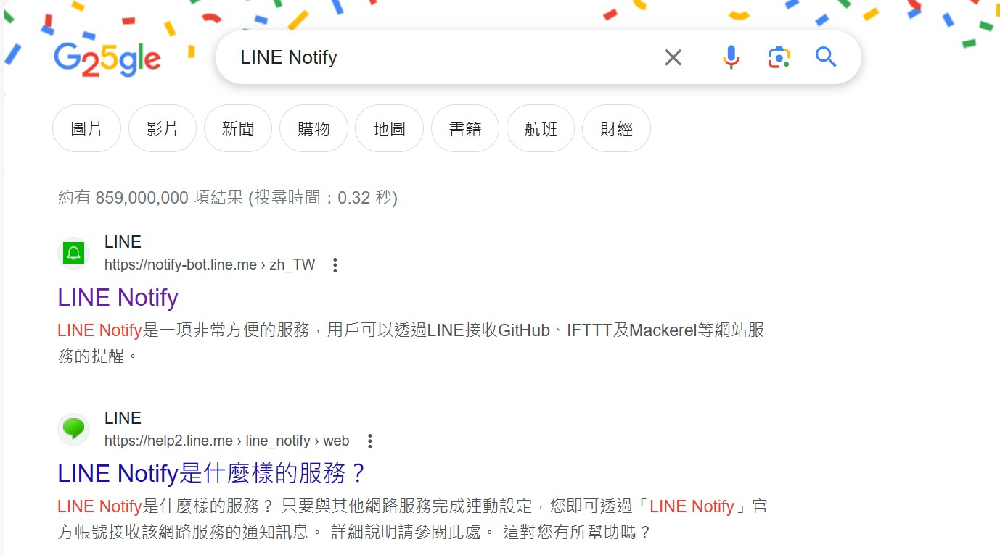 G25gle
LINE Notify
圖片 影片 新聞 購物 地圖 書籍 航班 財經
約有 859,000,000 項結果 (搜尋時間：0.32 秒)
LINE
https://notify-bot.line.me › zh_TW
LINE Notify
LINE Notify是一項非常方便的服務，用戶可以透過LINE接收GitHub、IFTTT及Mackerel等網站服
務的提醒。
LINE
https://help2.line.me › line_notify › web
LINE Notify是什麼樣的服務？
LINE Notify是什麼樣的服務？ 只要與其他網路服務完成連動設定，您即可透過「LINE Notify」官
方帳號接收該網路服務的通知訊息。 詳細說明請參閱此處。 這對您有所幫助嗎？